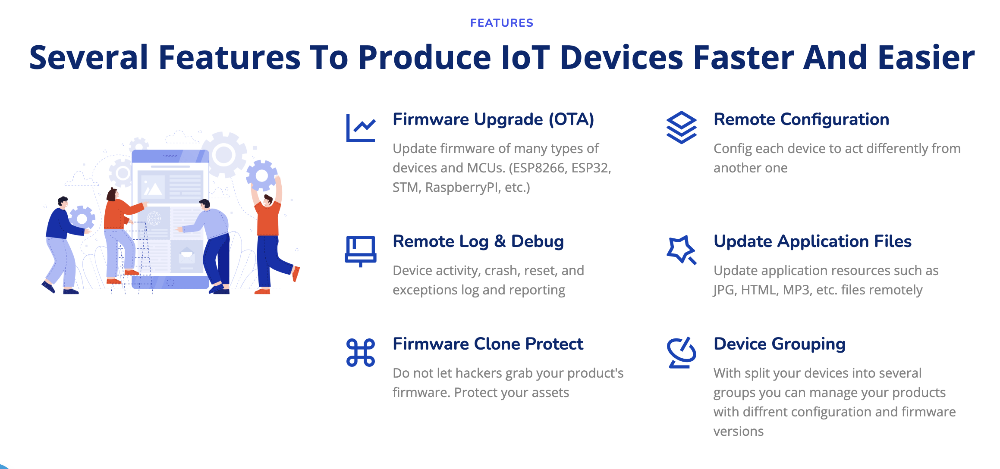 FEATURES
Several Features To Produce IoT Devices Faster And Easier
Firmware Upgrade (OTA)
Update firmware of many types of
devices and MCUs. (ESP8266, ESP32,
STM, RaspberryPI, etc.)
Remote Configuration
Config each device to act differently from
another one
Remote Log & Debug
Device activity, crash, reset, and
exceptions log and reporting
Update Application Files
Update application resources such as
JPG, HTML, MP3, etc. files remotely
Firmware Clone Protect
Do not let hackers grab your product's
firmware. Protect your assets
Device Grouping
With split your devices into several
groups you can manage your products
with diffrent configuration and firmware
versions